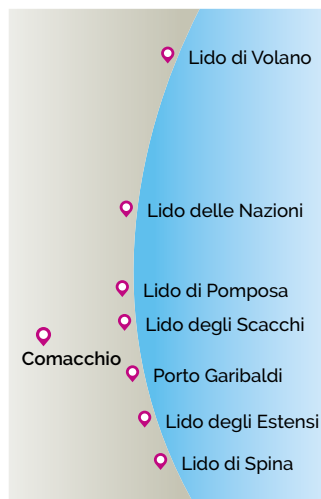 Lido di Volano
Lido delle Nazioni
Lido di Pomposa
Lido degli Scacchi
Comacchio
Porto Garibaldi
Lido degli Estensi
Lido di Spina